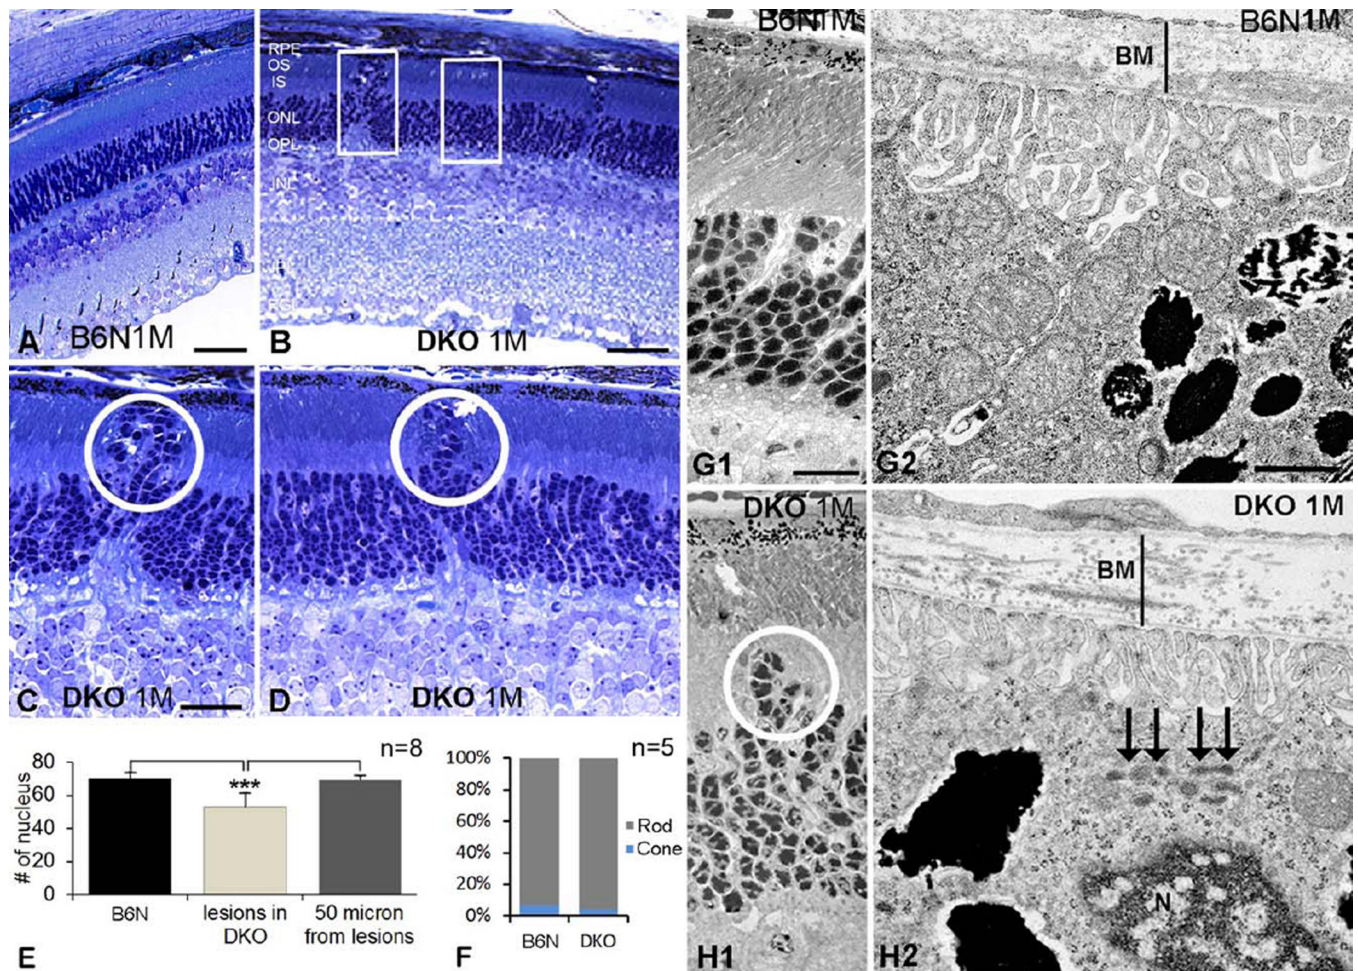 A
B6N1M
RPE
OS
IS
ONL
OPL
INL
B
DKO 1M
C
DKO 1M
D
DKO 1M
n=8
80
60
40
20
0
# of nucleus
***
B6N
lesions in
DKO
50 micron
from lesions
E
n=5
100%
80%
60%
40%
20%
0%
Rod
Cone
B6N
DKO
F
B6N1M
G1
B6N1M
BM
G2
DKO 1M
H1
DKO 1M
BM
N
H2